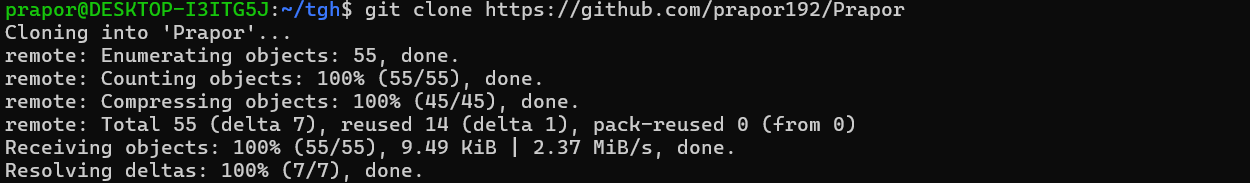 prapor@DESKTOP-I3ITG5J:~/tgh$ git clone https://github.com/prapor192/Prapor
Cloning into 'Prapor'...
remote: Enumerating objects: 55, done.
remote: Counting objects: 100% (55/55), done.
remote: Compressing objects: 100% (45/45), done.
remote: Total 55 (delta 7), reused 14 (delta 1), pack-reused 0 (from 0)
Receiving objects: 100% (55/55), 9.49 KiB | 2.37 MiB/s, done.
Resolving deltas: 100% (7/7), done.